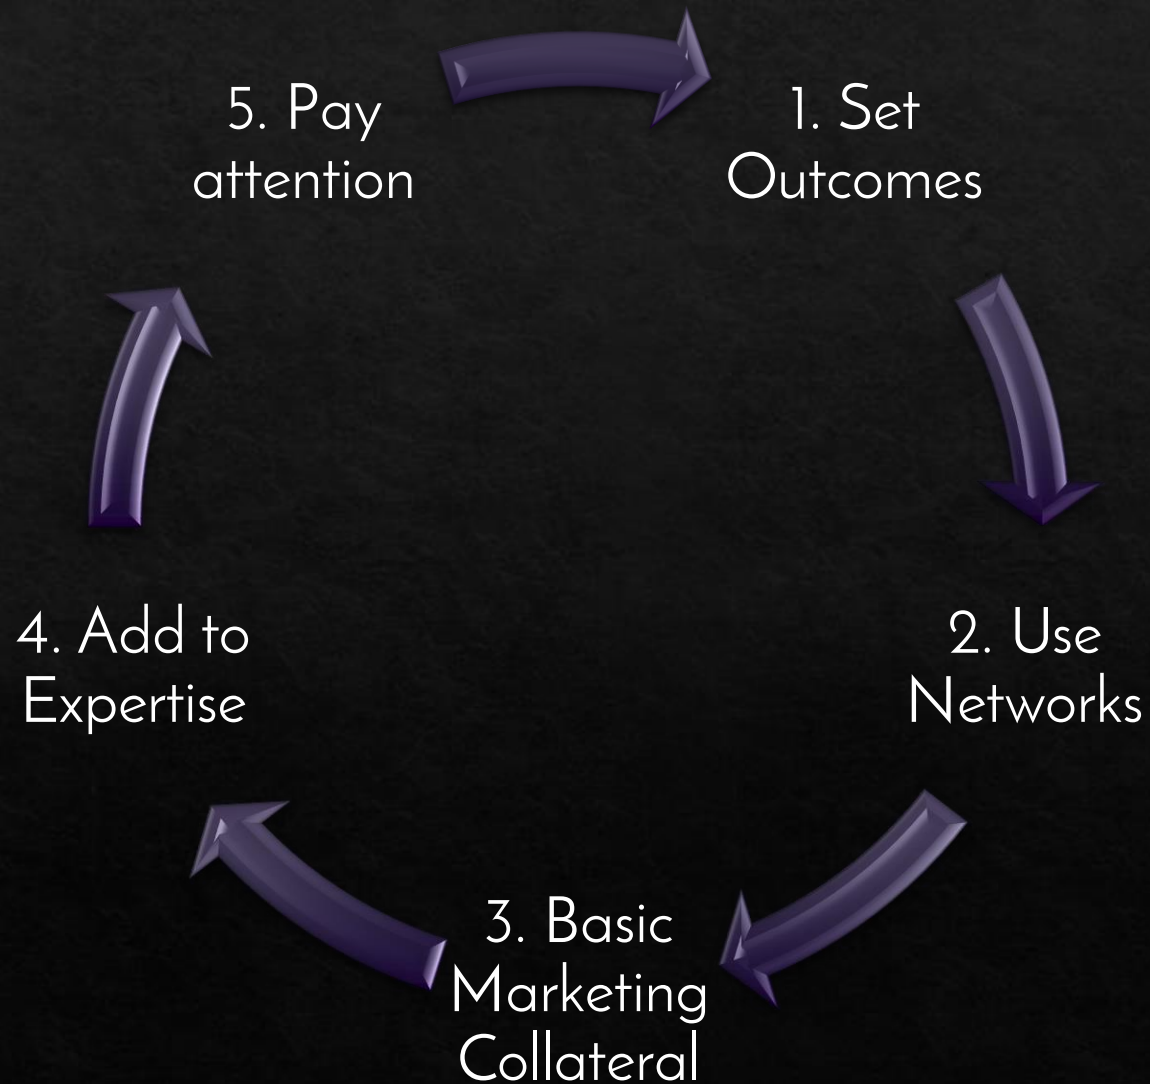 1. Set
Outcomes
2. Use
Networks
3. Basic
Marketing
Collateral
4. Add to
Expertise
5. Pay
attention